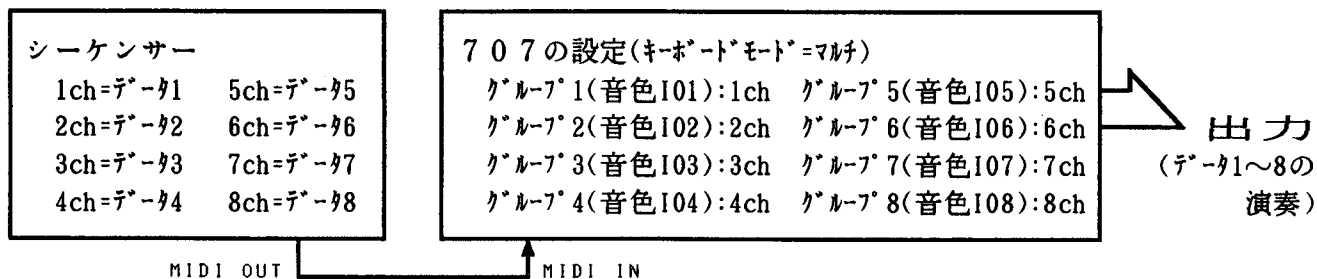 シーケンサー
1ch=ﾃﾞｰﾀ1 5ch=ﾃﾞｰﾀ5
2ch=ﾃﾞｰﾀ2 6ch=ﾃﾞｰﾀ6
3ch=ﾃﾞｰﾀ3 7ch=ﾃﾞｰﾀ7
4ch=ﾃﾞｰﾀ4 8ch=ﾃﾞｰﾀ8
７０７の設定(ｷｰﾎﾞｰﾄﾞﾓｰﾄﾞ=ﾏﾙﾁ)
ｸﾞﾙｰﾌﾟ1(音色I01):1ch ｸﾞﾙｰﾌﾟ5(音色I05):5ch
ｸﾞﾙｰﾌﾟ2(音色I02):2ch ｸﾞﾙｰﾌﾟ6(音色I06):6ch
ｸﾞﾙｰﾌﾟ3(音色I03):3ch ｸﾞﾙｰﾌﾟ7(音色I07):7ch
ｸﾞﾙｰﾌﾟ4(音色I04):4ch ｸﾞﾙｰﾌﾟ8(音色I08):8ch
出力
(ﾃﾞｰﾀ1～8の
演奏)
MIDI OUT
MIDI IN